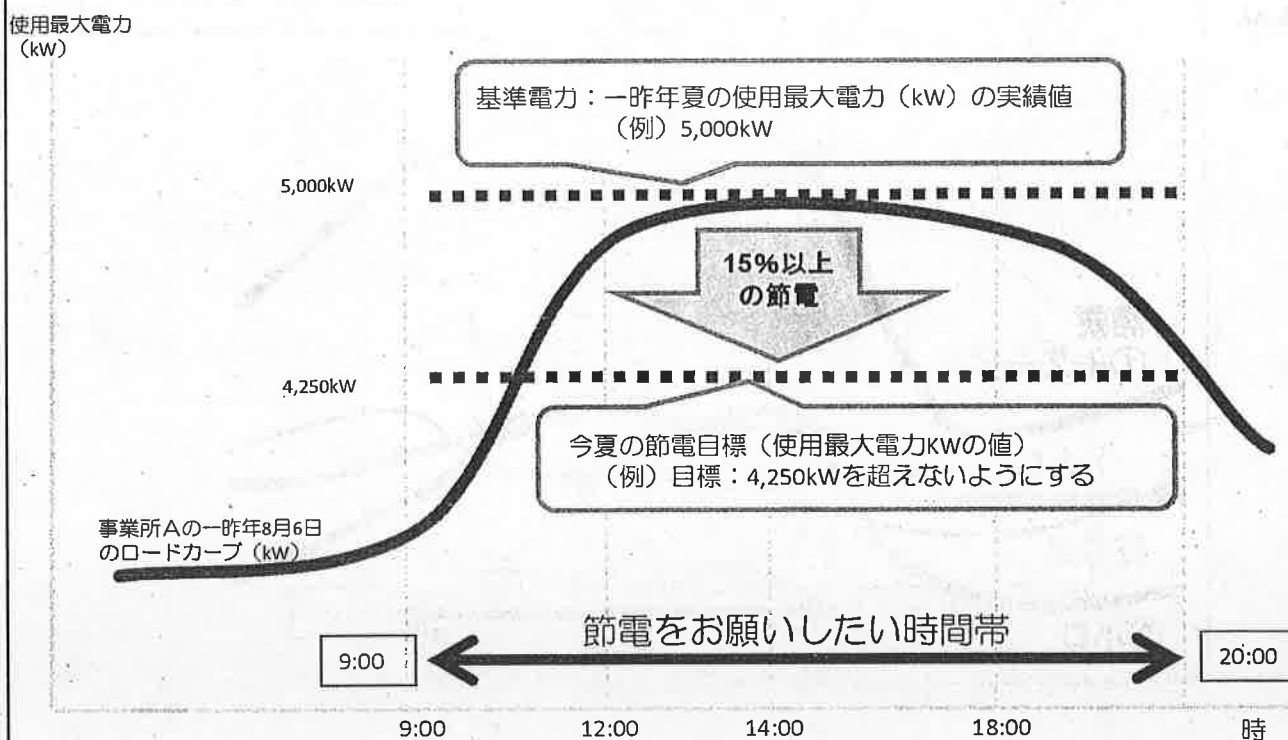 使用最大電力
（kW）
基準電力：一昨年夏の使用最大電力（kW）の実績値
（例）5,000kW
5,000kW
15%以上
の節電
4,250kW
今夏の節電目標（使用最大電力KWの値）
（例）目標：4,250kWを超えないようにする
事業所Aの一昨年8月6日
のロードカーブ（kW）
節電をお願いしたい時間帯
9:00
20:00
9:00
12:00
14:00
18:00
時